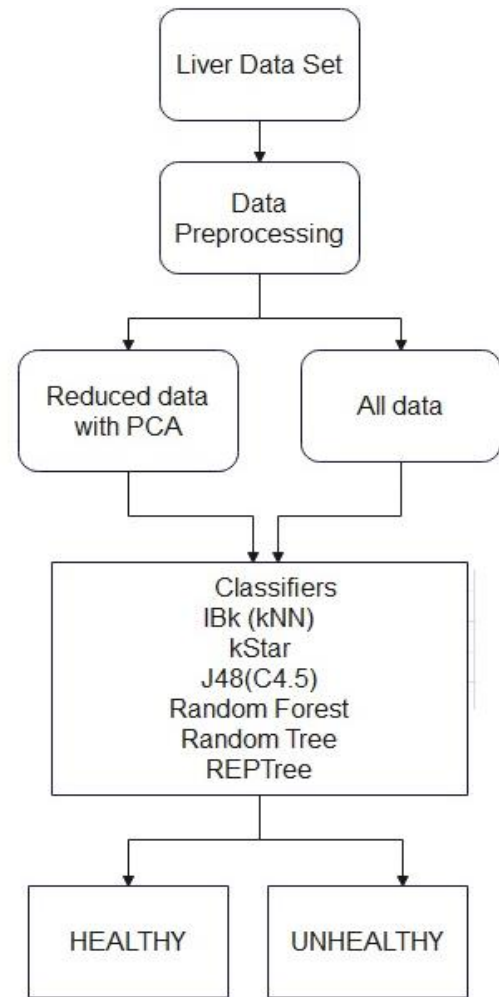 Liver Data Set
Data
Preprocessing
Reduced data
with PCA
All data
Classifiers
IBk (kNN)
kStar
J48(C4.5)
Random Forest
Random Tree
REPTree
HEALTHY
UNHEALTHY